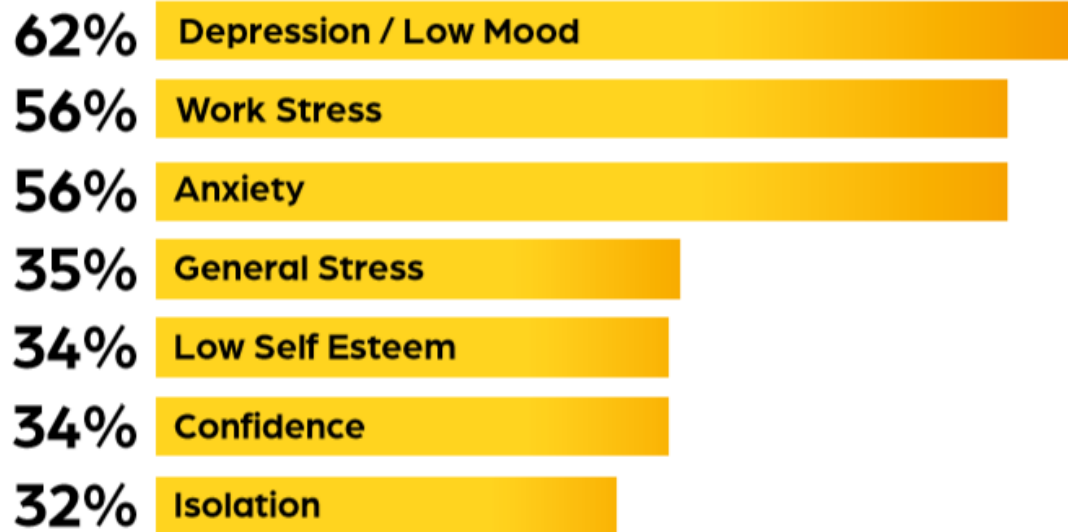 62% Depression / Low Mood
56% Work Stress
56% Anxiety
35% General Stress
34% Low Self Esteem
34% Confidence
32% Isolation